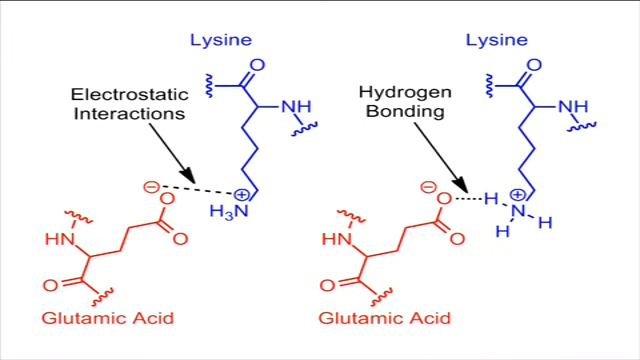 Lysine
O
NH
Electrostatic
Interactions
⊖
O
⊕
H₃N
HN
O
O
Glutamic Acid
Lysine
O
NH
Hydrogen
Bonding
⊖
O
H
⊕
N
H
H
HN
O
O
Glutamic Acid